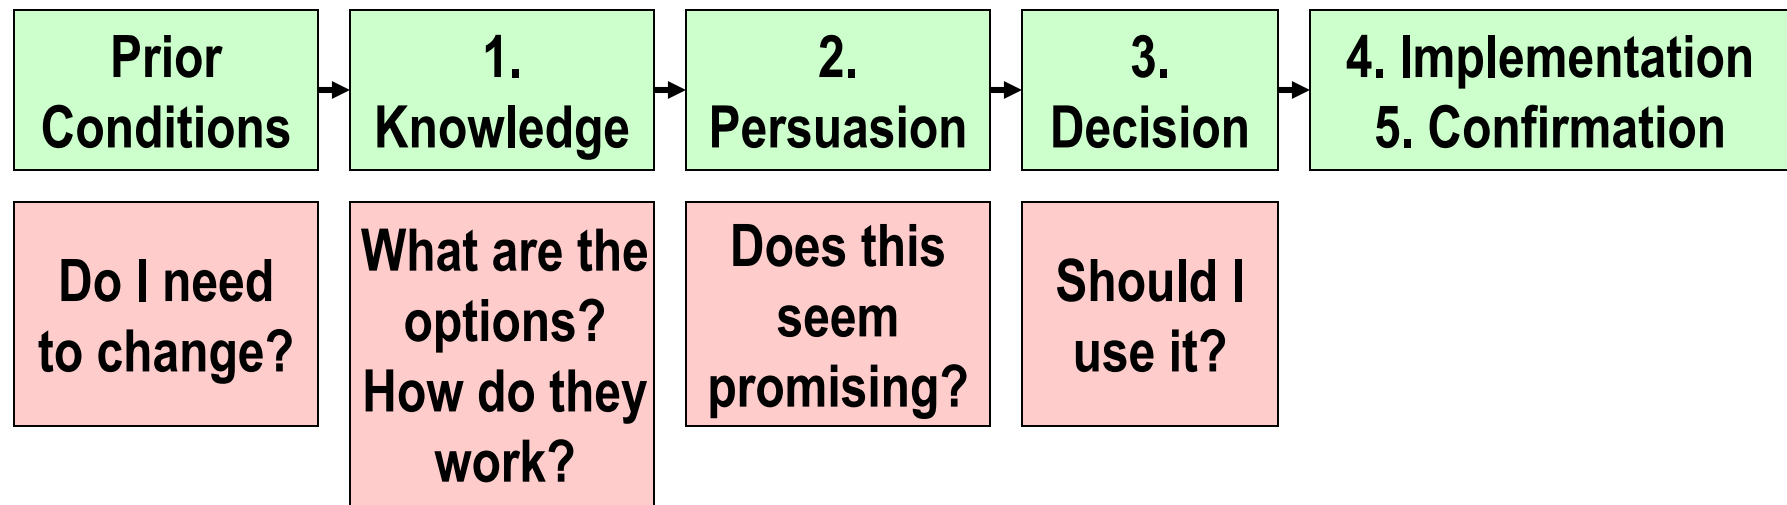 Prior
Conditions
1.
Knowledge
2.
Persuasion
3.
Decision
4. Implementation
5. Confirmation
Do I need
to change?
What are the
options?
How do they
work?
Does this
seem
promising?
Should I
use it?